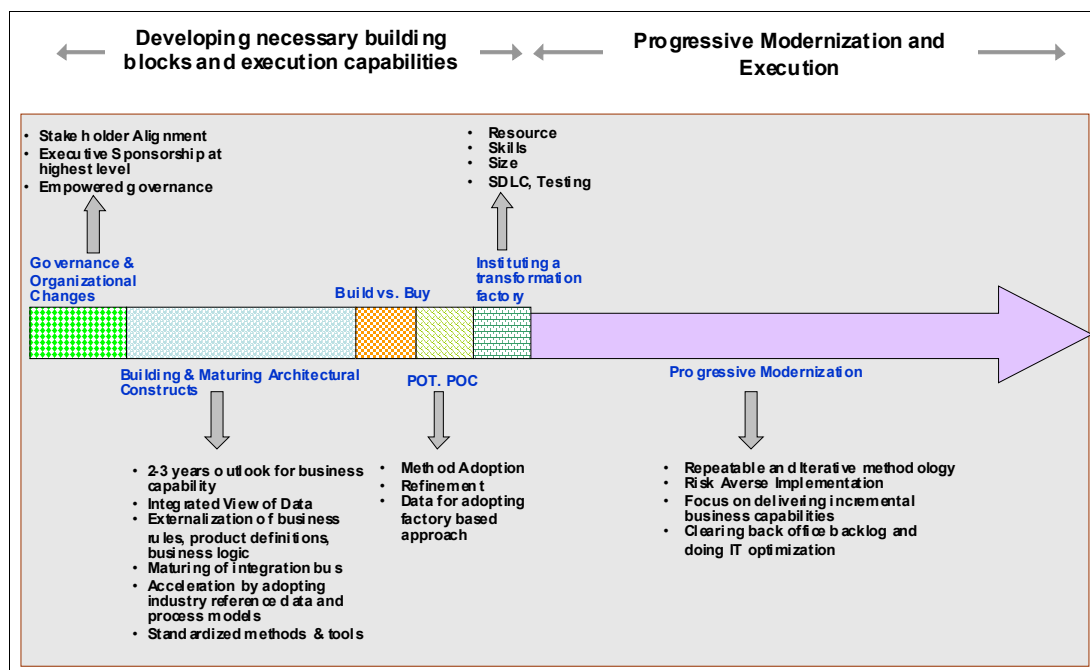 Developing necessary building
blocks and execution capabilities
Progressive Modernization and
Execution
• Stakeholder Alignment
• Executive Sponsorship at
highest level
• Empowered governance
• Resource
• Skills
• Size
• SDLC, Testing
Governance &
Organizational
Changes
Build vs. Buy
Instituting a
transformation
factory
Building & Maturing Architectural
Constructs
POT. POC
Progressive Modernization
• 2-3 years outlook for business
capability
• Integrated View of Data
• Externalization of business
rules, product definitions,
business logic
• Maturing of integration bus
• Acceleration by adopting
industry reference data and
process models
• Standardized methods & tools
• Method Adoption
• Refinement
• Data for adopting
factory based
approach
• Repeatable and Iterative methodology
• Risk Averse Implementation
• Focus on delivering incremental
business capabilities
• Clearing back office backlog and
doing IT optimization